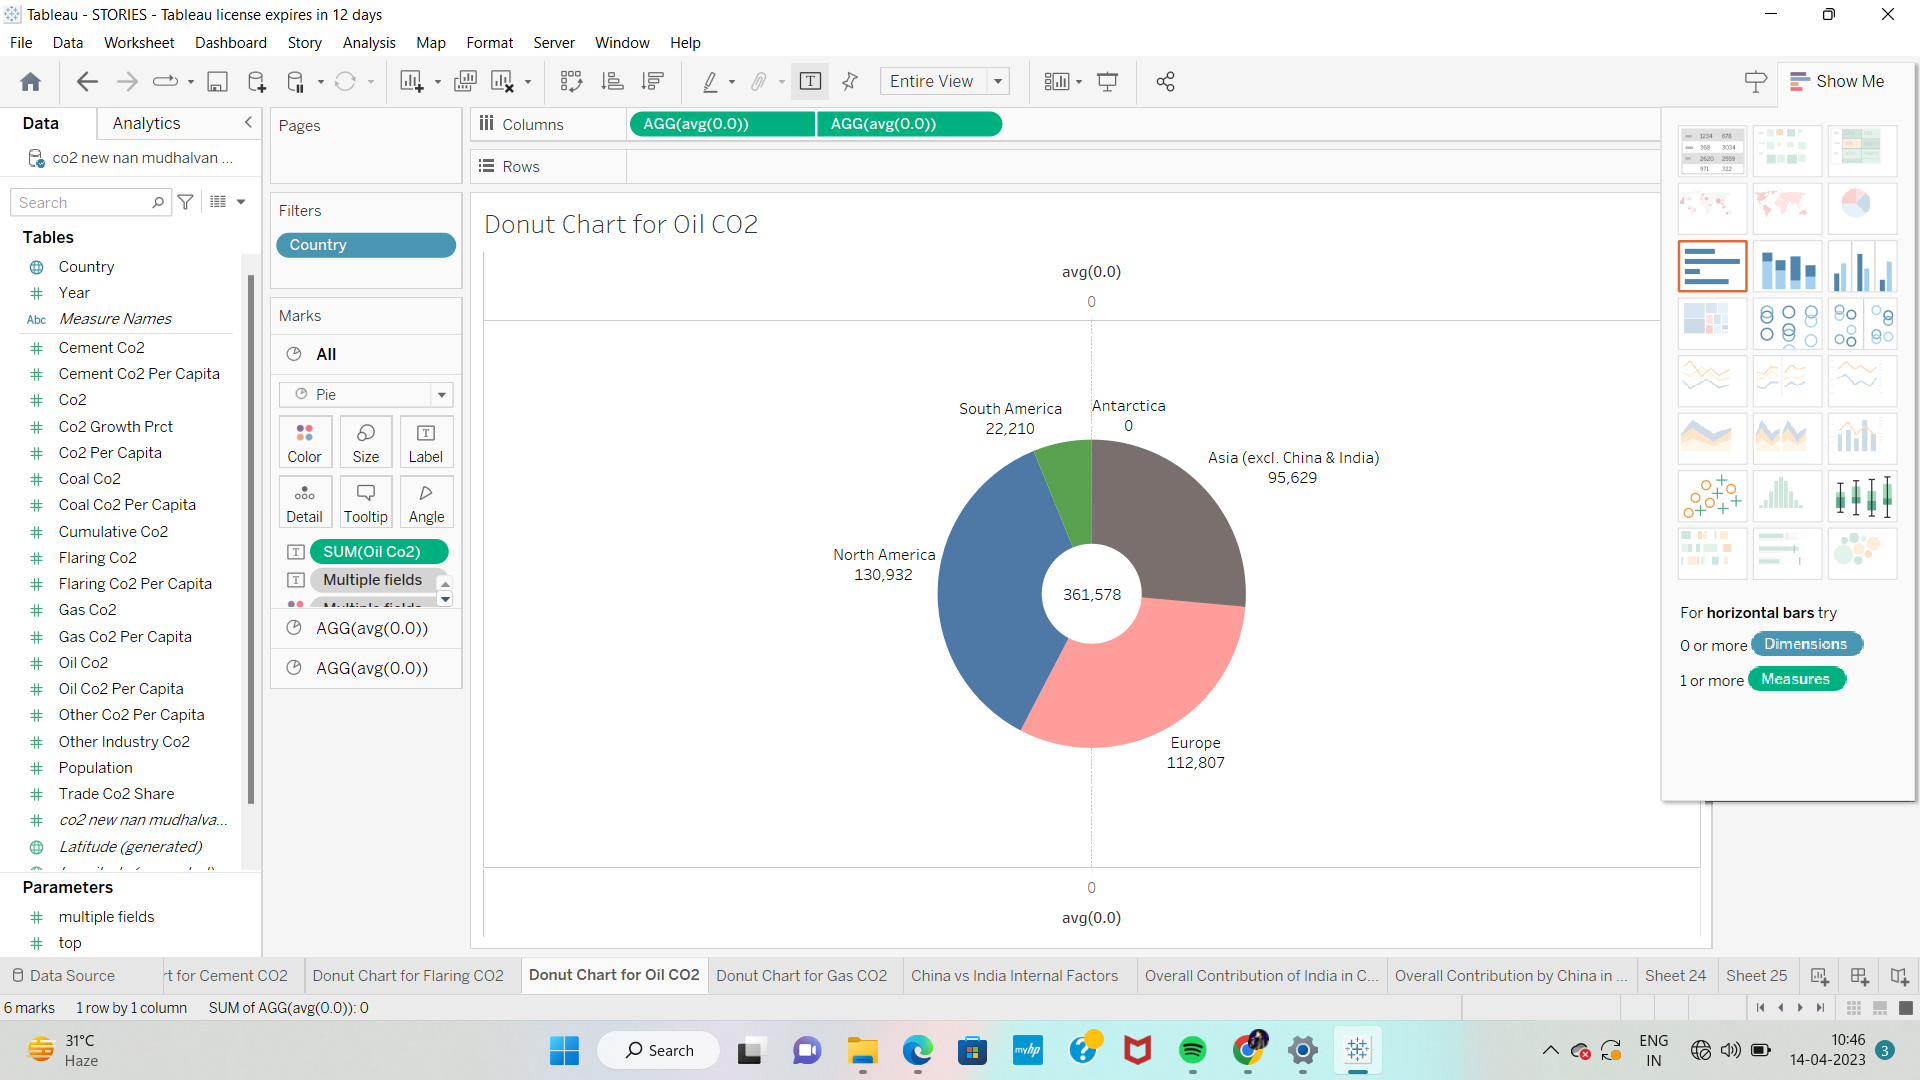 Tableau - STORIES - Tableau license expires in 12 days
File Data Worksheet Dashboard Story Analysis Map Format Server Window Help
Entire View
Show Me
Data Analytics
co2 new nan mudhalvan ...
Search
Tables
Country
Year
Abc Measure Names
Cement Co2
Cement Co2 Per Capita
Co2
Co2 Growth Prct
Co2 Per Capita
Coal Co2
Coal Co2 Per Capita
Cumulative Co2
Flaring Co2
Flaring Co2 Per Capita
Gas Co2
Gas Co2 Per Capita
Oil Co2
Oil Co2 Per Capita
Other Co2 Per Capita
Other Industry Co2
Population
Trade Co2 Share
co2 new nan mudhalva...
Latitude (generated)
Parameters
multiple fields
top
Pages
Filters
Country
Marks
All
Pie
Color Size Label
Detail Tooltip Angle
SUM(Oil Co2)
Multiple fields
AGG(avg(0.0))
AGG(avg(0.0))
Columns AGG(avg(0.0)) AGG(avg(0.0))
Rows
Donut Chart for Oil CO2
avg(0.0)
0
South America
22,210
Antarctica
0
Asia (excl. China & India)
95,629
North America
130,932
361,578
Europe
112,807
0
avg(0.0)
1234 678
368 3034
2620 2559
971 322
For horizontal bars try
0 or more Dimensions
1 or more Measures
Data Source rt for Cement CO2 Donut Chart for Flaring CO2 Donut Chart for Oil CO2 Donut Chart for Gas CO2 China vs India Internal Factors Overall Contribution of India in C... Overall Contribution by China in ... Sheet 24 Sheet 25
6 marks 1 row by 1 column SUM of AGG(avg(0.0)): 0
31°C
Haze
Search
myhp
ENG
IN
10:46
14-04-2023
3